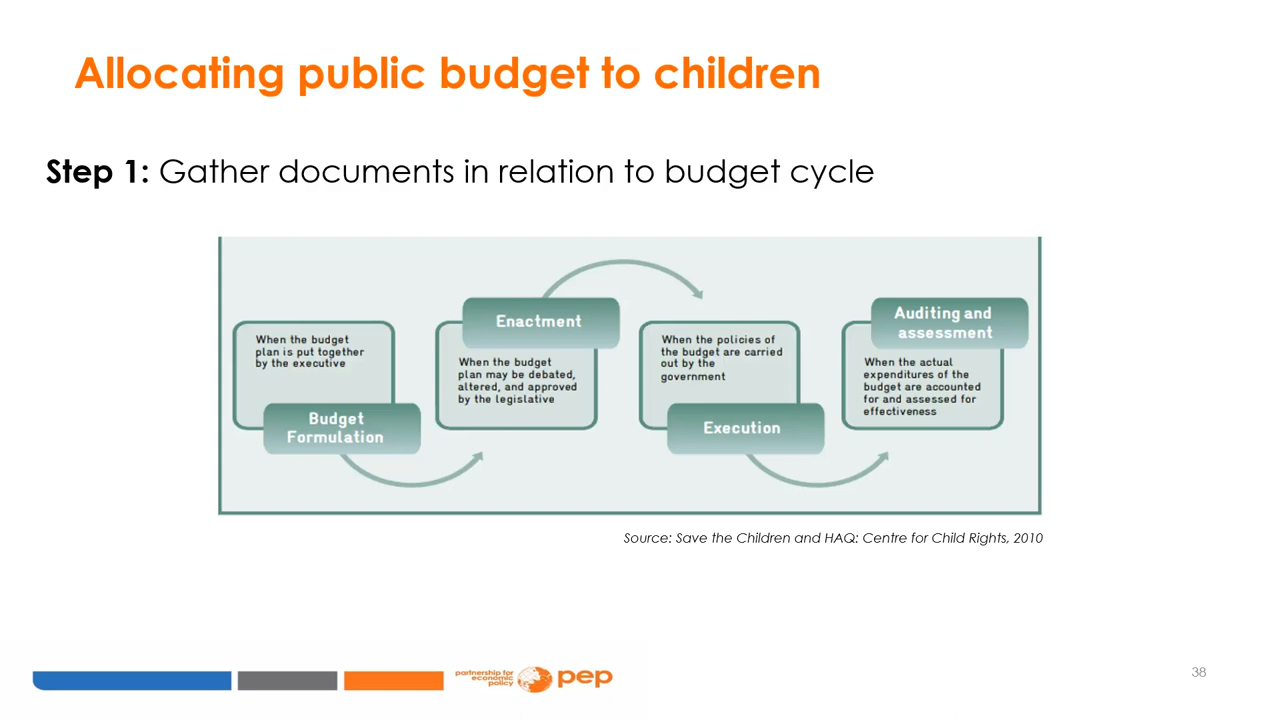 Allocating public budget to children
Step 1: Gather documents in relation to budget cycle
When the budget
plan is put together
by the executive
Budget
Formulation
Enactment
When the budget
plan may be debated,
altered, and approved
by the legislative
When the policies of
the budget are carried
out by the
government
Execution
Auditing and
assessment
When the actual
expenditures of the
budget are accounted
for and assessed for
effectiveness
Source: Save the Children and HAQ: Centre for Child Rights, 2010
partnership for
economic
policy
pep
38